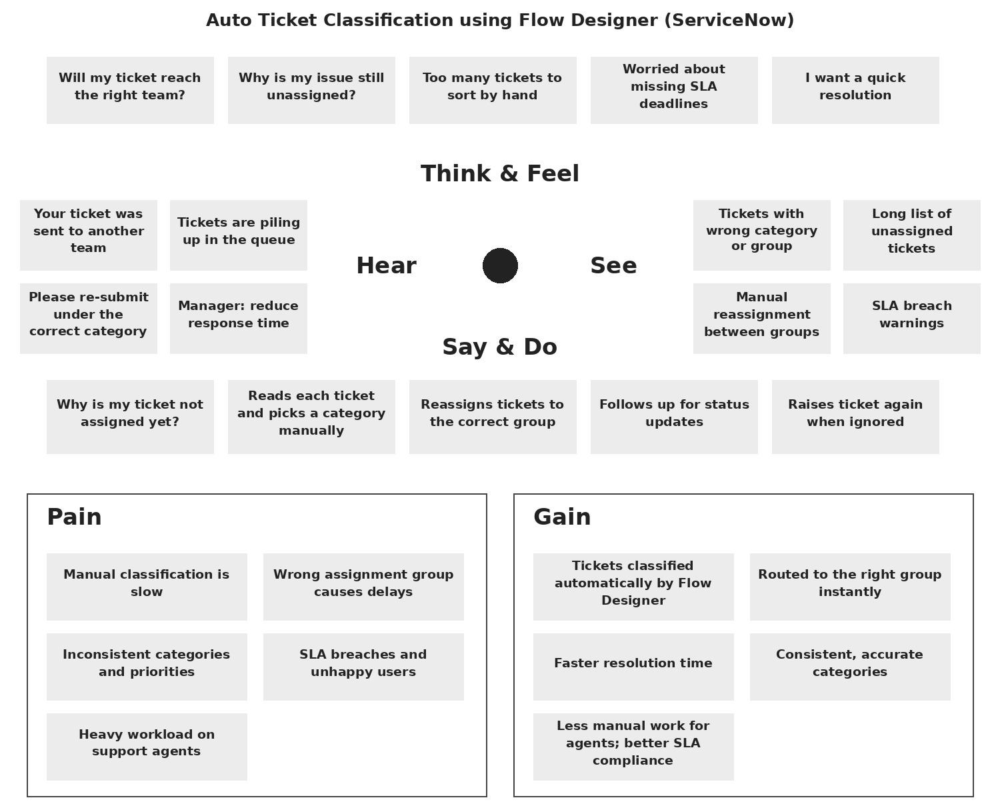 Auto Ticket Classification using Flow Designer (ServiceNow)
Will my ticket reach
the right team?
Why is my issue still
unassigned?
Too many tickets to
sort by hand
Worried about
missing SLA
deadlines
I want a quick
resolution
Think & Feel
Your ticket was
sent to another
team
Tickets are piling
up in the queue
Please re-submit
under the
correct category
Manager: reduce
response time
Hear
See
Tickets with
wrong category
or group
Long list of
unassigned
tickets
Manual
reassignment
between groups
SLA breach
warnings
Say & Do
Why is my ticket not
assigned yet?
Reads each ticket
and picks a category
manually
Reassigns tickets to
the correct group
Follows up for status
updates
Raises ticket again
when ignored
Pain
Manual classification is
slow
Wrong assignment group
causes delays
Inconsistent categories
and priorities
SLA breaches and
unhappy users
Heavy workload on
support agents
Gain
Tickets classified
automatically by Flow
Designer
Routed to the right group
instantly
Faster resolution time
Consistent, accurate
categories
Less manual work for
agents; better SLA
compliance